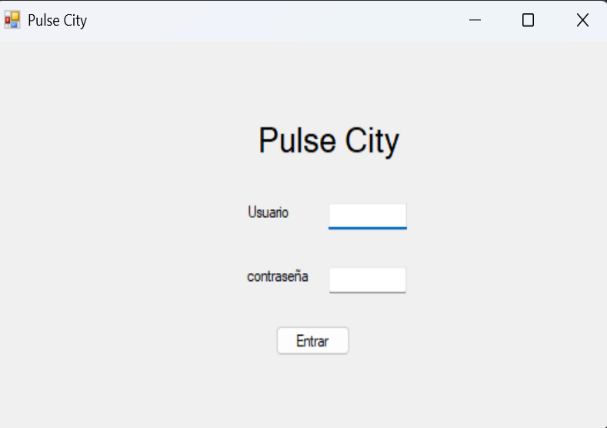 Pulse City
Pulse City
Usuario
contraseña
Entrar